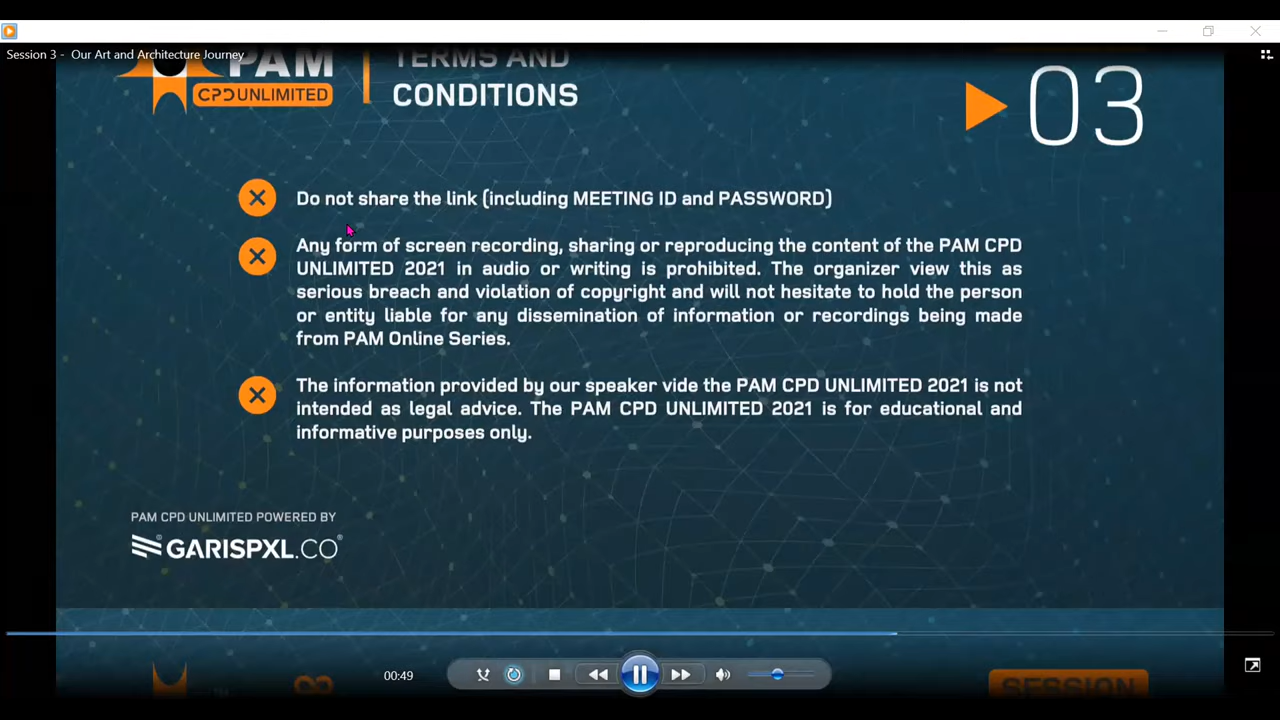 Session 3 - Our Art and Architecture Journey
PAM
CPDUNLIMITED
TERMS AND
CONDITIONS
03
Do not share the link (including MEETING ID and PASSWORD)
Any form of screen recording, sharing or reproducing the content of the PAM CPD
UNLIMITED 2021 in audio or writing is prohibited. The organizer view this as
serious breach and violation of copyright and will not hesitate to hold the person
or entity liable for any dissemination of information or recordings being made
from PAM Online Series.
The information provided by our speaker vide the PAM CPD UNLIMITED 2021 is not
intended as legal advice. The PAM CPD UNLIMITED 2021 is for educational and
informative purposes only.
PAM CPD UNLIMITED POWERED BY
GARISPXL.CO
00:49
SESSION